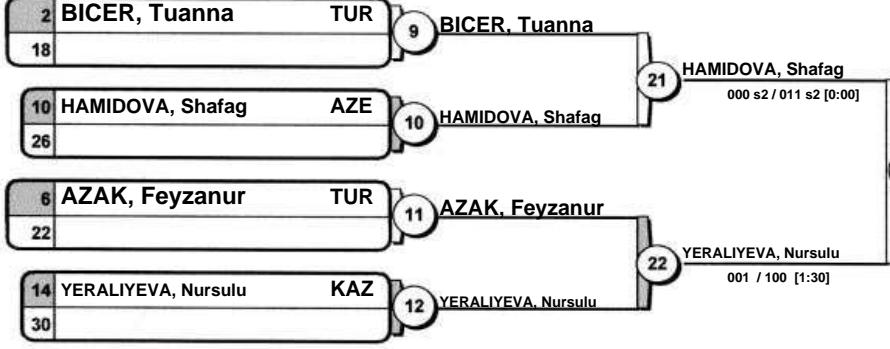 2 BICER, Tuanna TUR
18
9 BICER, Tuanna
10 HAMIDOVA, Shafag AZE
26
10 HAMIDOVA, Shafag
21 HAMIDOVA, Shafag
000 s2 / 011 s2 [0:00]
6 AZAK, Feyzanur TUR
22
11 AZAK, Feyzanur
14 YERALIYEVA, Nursulu KAZ
30
12 YERALIYEVA, Nursulu
22 YERALIYEVA, Nursulu
001 / 100 [1:30]